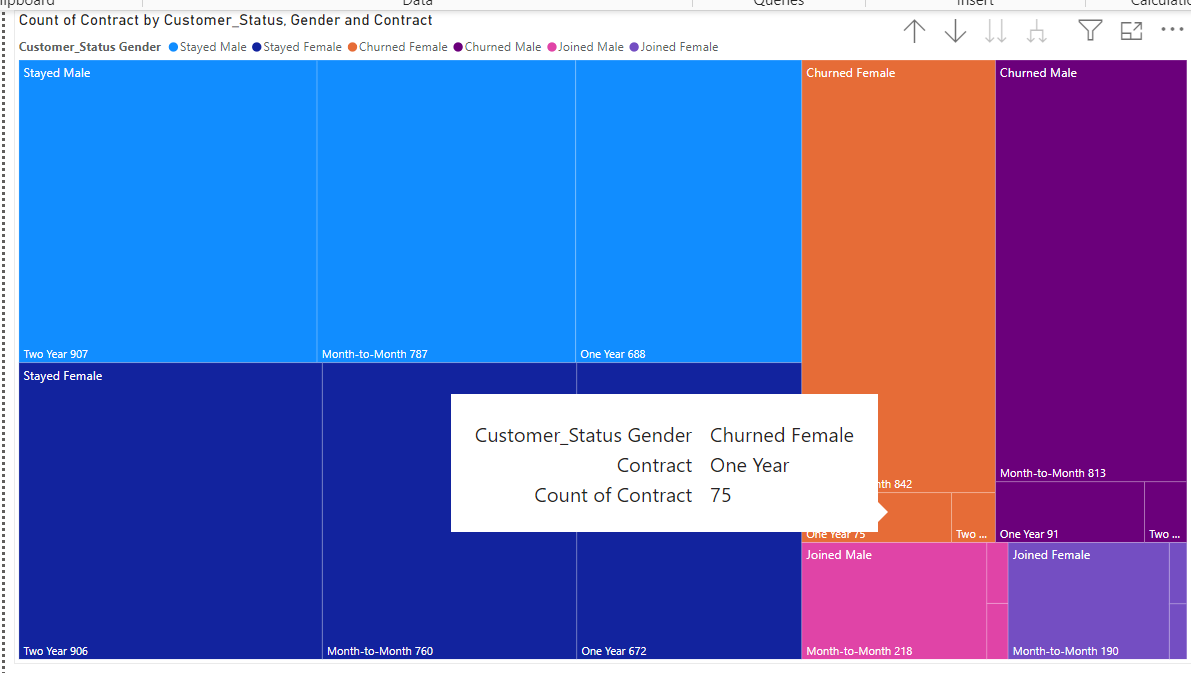 lipboard Data Queries Insert Calculatio
Count of Contract by Customer_Status, Gender and Contract
Customer_Status Gender Stayed Male Stayed Female Churned Female Churned Male Joined Male Joined Female
Stayed Male
Churned Female
Churned Male
Two Year 907
Month-to-Month 787
One Year 688
Stayed Female
Customer_Status Gender Churned Female
Contract One Year
Count of Contract 75
Month-to-Month 813
nth 842
One Year 75
Two ...
One Year 91
Two ...
Joined Male
Joined Female
Two Year 906
Month-to-Month 760
One Year 672
Month-to-Month 218
Month-to-Month 190